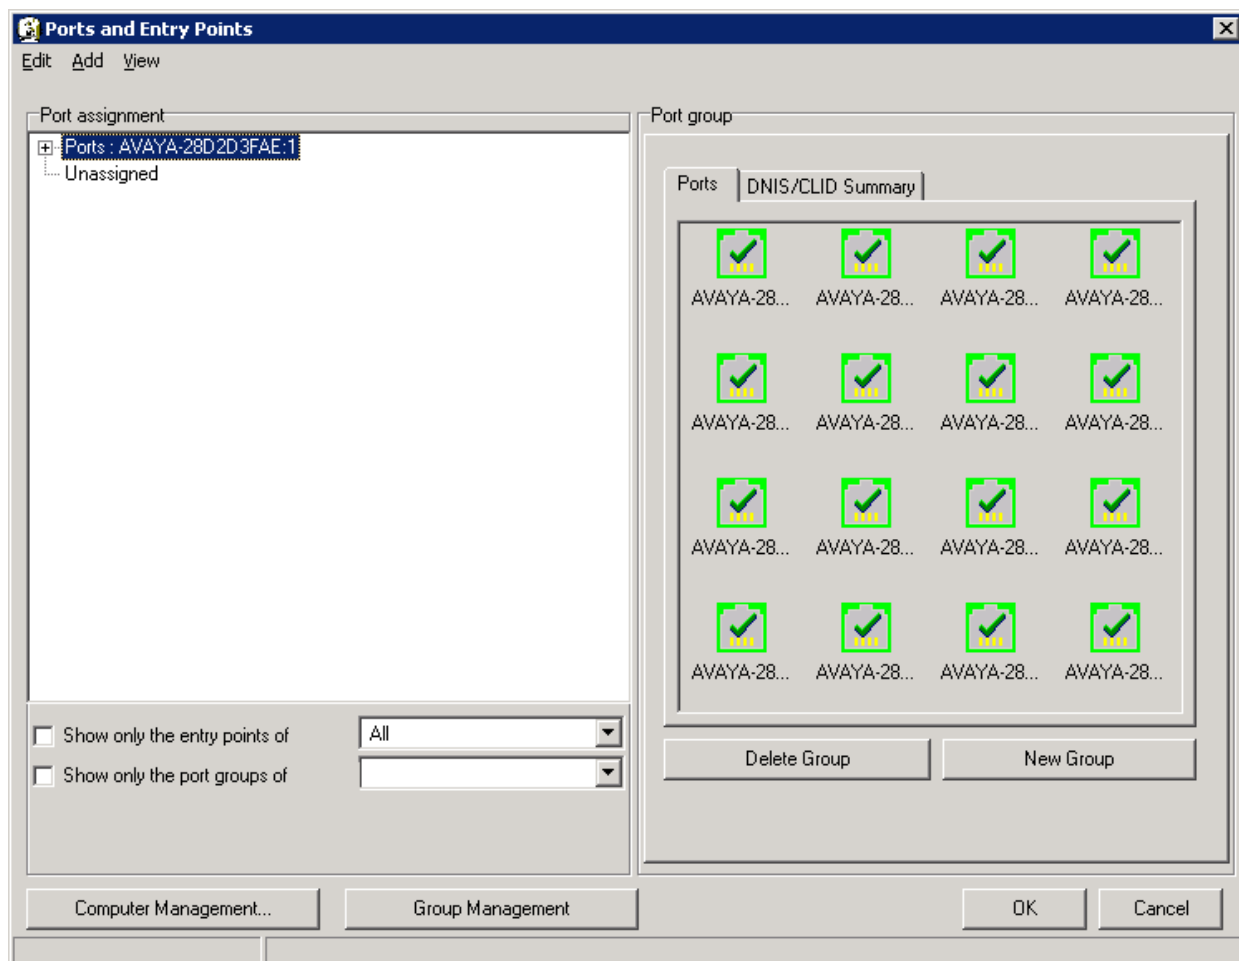 Ports and Entry Points
Edit Add View
Port assignment
Ports : AVAYA-28D2D3FAE:1
Unassigned
Show only the entry points of All
Show only the port groups of
Port group
Ports DNIS/CLID Summary
AVAYA-28... AVAYA-28... AVAYA-28... AVAYA-28...
AVAYA-28... AVAYA-28... AVAYA-28... AVAYA-28...
AVAYA-28... AVAYA-28... AVAYA-28... AVAYA-28...
AVAYA-28... AVAYA-28... AVAYA-28... AVAYA-28...
Delete Group New Group
Computer Management... Group Management OK Cancel